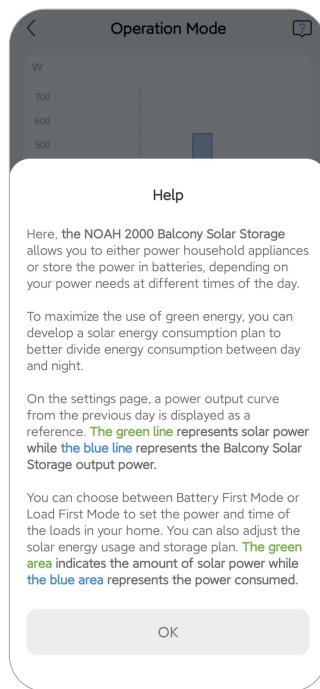 Operation Mode
?
W
700
600
500
Help
Here, the NOAH 2000 Balcony Solar Storage
allows you to either power household appliances
or store the power in batteries, depending on
your power needs at different times of the day.
To maximize the use of green energy, you can
develop a solar energy consumption plan to
better divide energy consumption between day
and night.
On the settings page, a power output curve
from the previous day is displayed as a
reference. The green line represents solar power
while the blue line represents the Balcony Solar
Storage output power.
You can choose between Battery First Mode or
Load First Mode to set the power and time of
the loads in your home. You can also adjust the
solar energy usage and storage plan. The green
area indicates the amount of solar power while
the blue area represents the power consumed.
OK